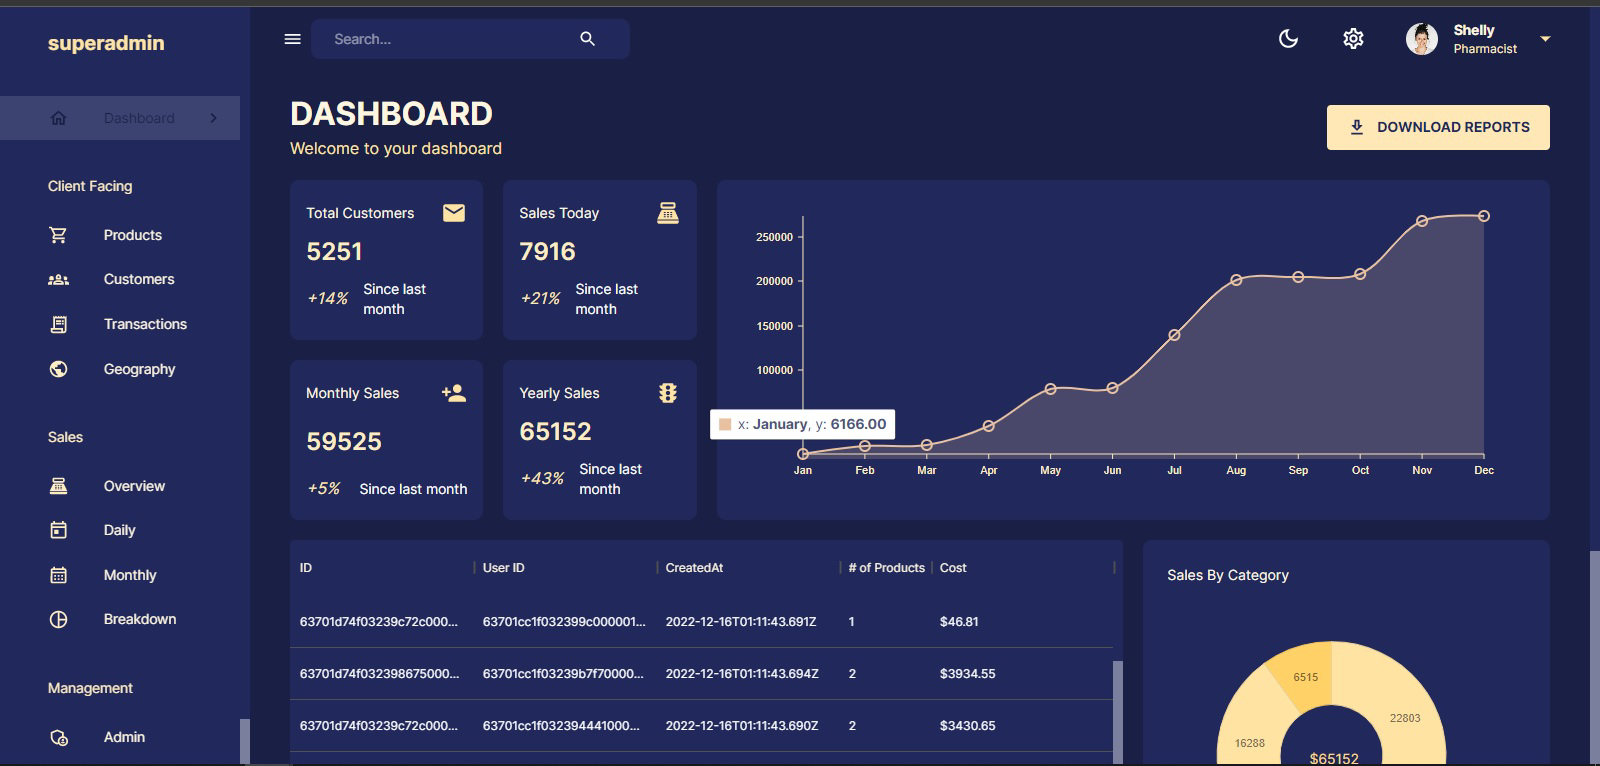 superadmin
Search...
Shelly
Pharmacist
Dashboard
Client Facing
Products
Customers
Transactions
Geography
Sales
Overview
Daily
Monthly
Breakdown
Management
Admin
DASHBOARD
Welcome to your dashboard
DOWNLOAD REPORTS
Total Customers
5251
+14% Since last
month
Sales Today
7916
+21% Since last
month
Monthly Sales
59525
+5% Since last month
Yearly Sales
65152
+43% Since last
month
250000
200000
150000
100000
x: January, y: 6166.00
Jan Feb Mar Apr May Jun Jul Aug Sep Oct Nov Dec
ID User ID CreatedAt # of Products Cost
63701d74f03239c72c000... 63701cc1f032399c000001... 2022-12-16T01:11:43.691Z 1 $46.81
63701d74f032398675000... 63701cc1f03239b7f70000... 2022-12-16T01:11:43.694Z 2 $3934.55
63701d74f03239c72c000... 63701cc1f032394441000... 2022-12-16T01:11:43.690Z 2 $3430.65
Sales By Category
6515
22803
16288
$65152